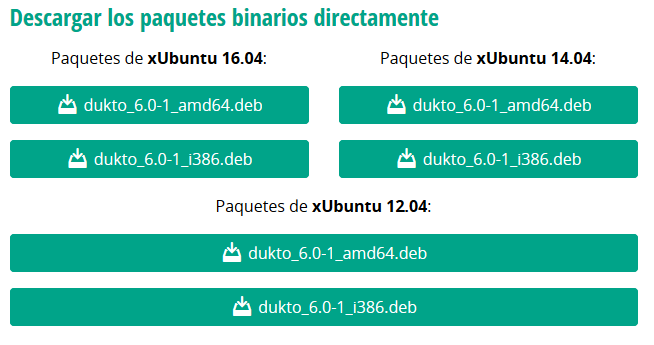 Descargar los paquetes binarios directamente
Paquetes de xUbuntu 16.04:
dukto_6.0-1_amd64.deb
dukto_6.0-1_i386.deb
Paquetes de xUbuntu 14.04:
dukto_6.0-1_amd64.deb
dukto_6.0-1_i386.deb
Paquetes de xUbuntu 12.04:
dukto_6.0-1_amd64.deb
dukto_6.0-1_i386.deb